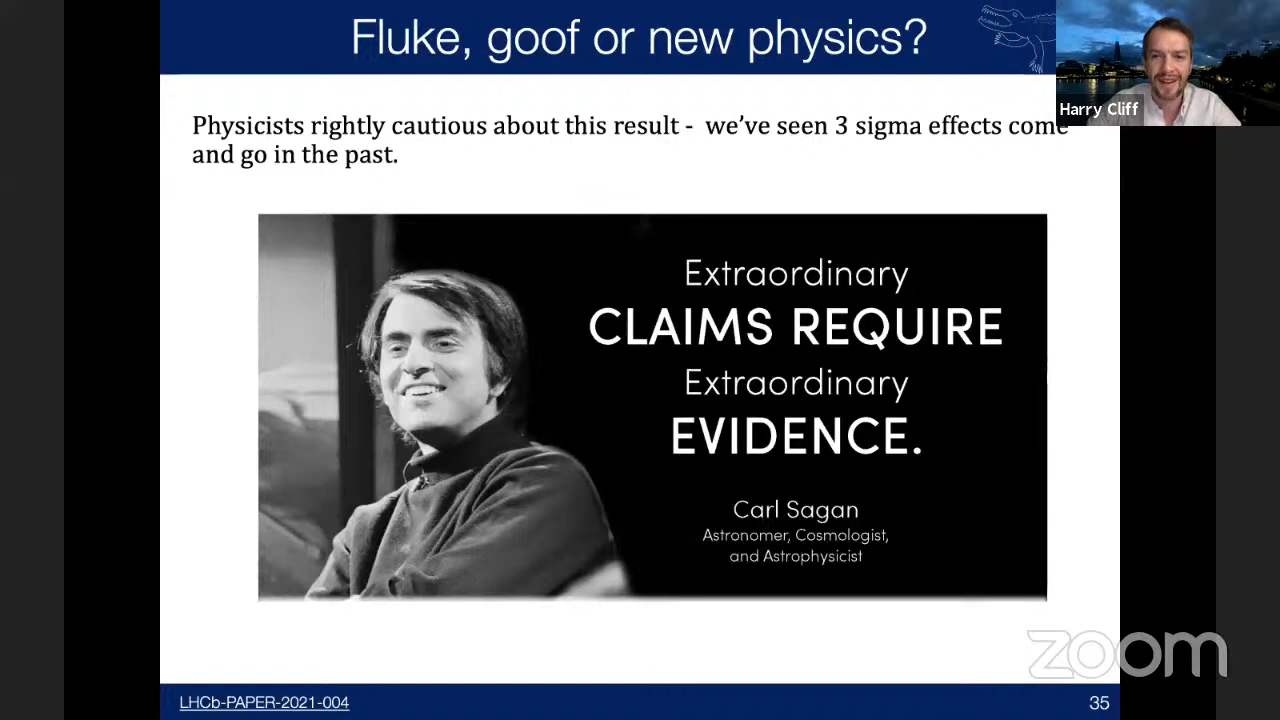 Fluke, goof or new physics?
Harry Cliff
Physicists rightly cautious about this result - we’ve seen 3 sigma effects come
and go in the past.
Extraordinary
CLAIMS REQUIRE
Extraordinary
EVIDENCE.
Carl Sagan
Astronomer, Cosmologist,
and Astrophysicist
zoom
LHCb-PAPER-2021-004
35